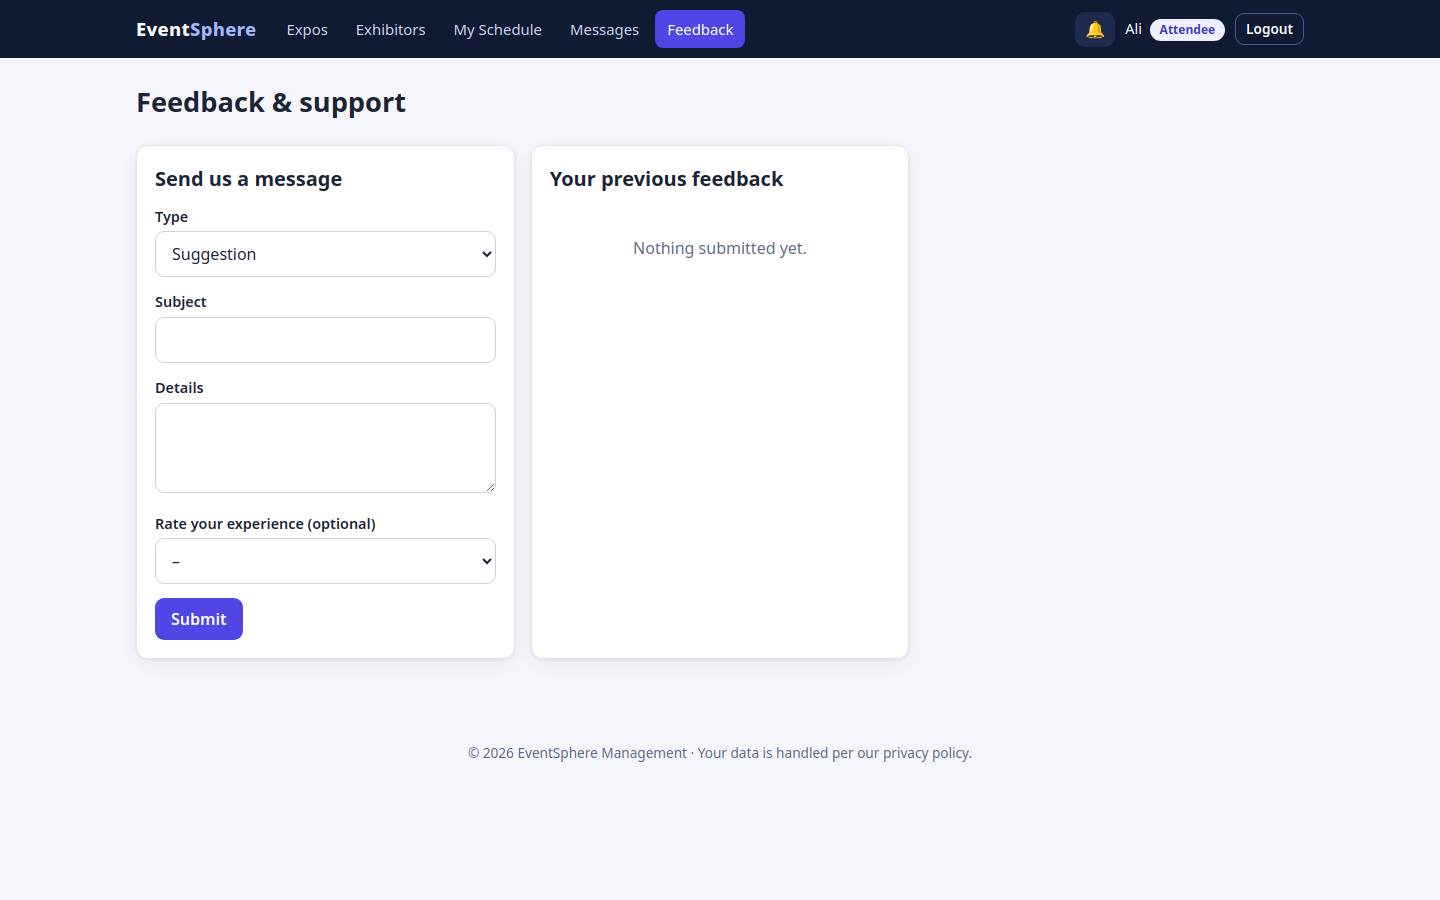 EventSphere Expos Exhibitors My Schedule Messages Feedback 🔔 Ali Attendee Logout
Feedback & support
Send us a message
Type
Suggestion
Subject
Details
Rate your experience (optional)
–
Submit
Your previous feedback
Nothing submitted yet.
© 2026 EventSphere Management · Your data is handled per our privacy policy.